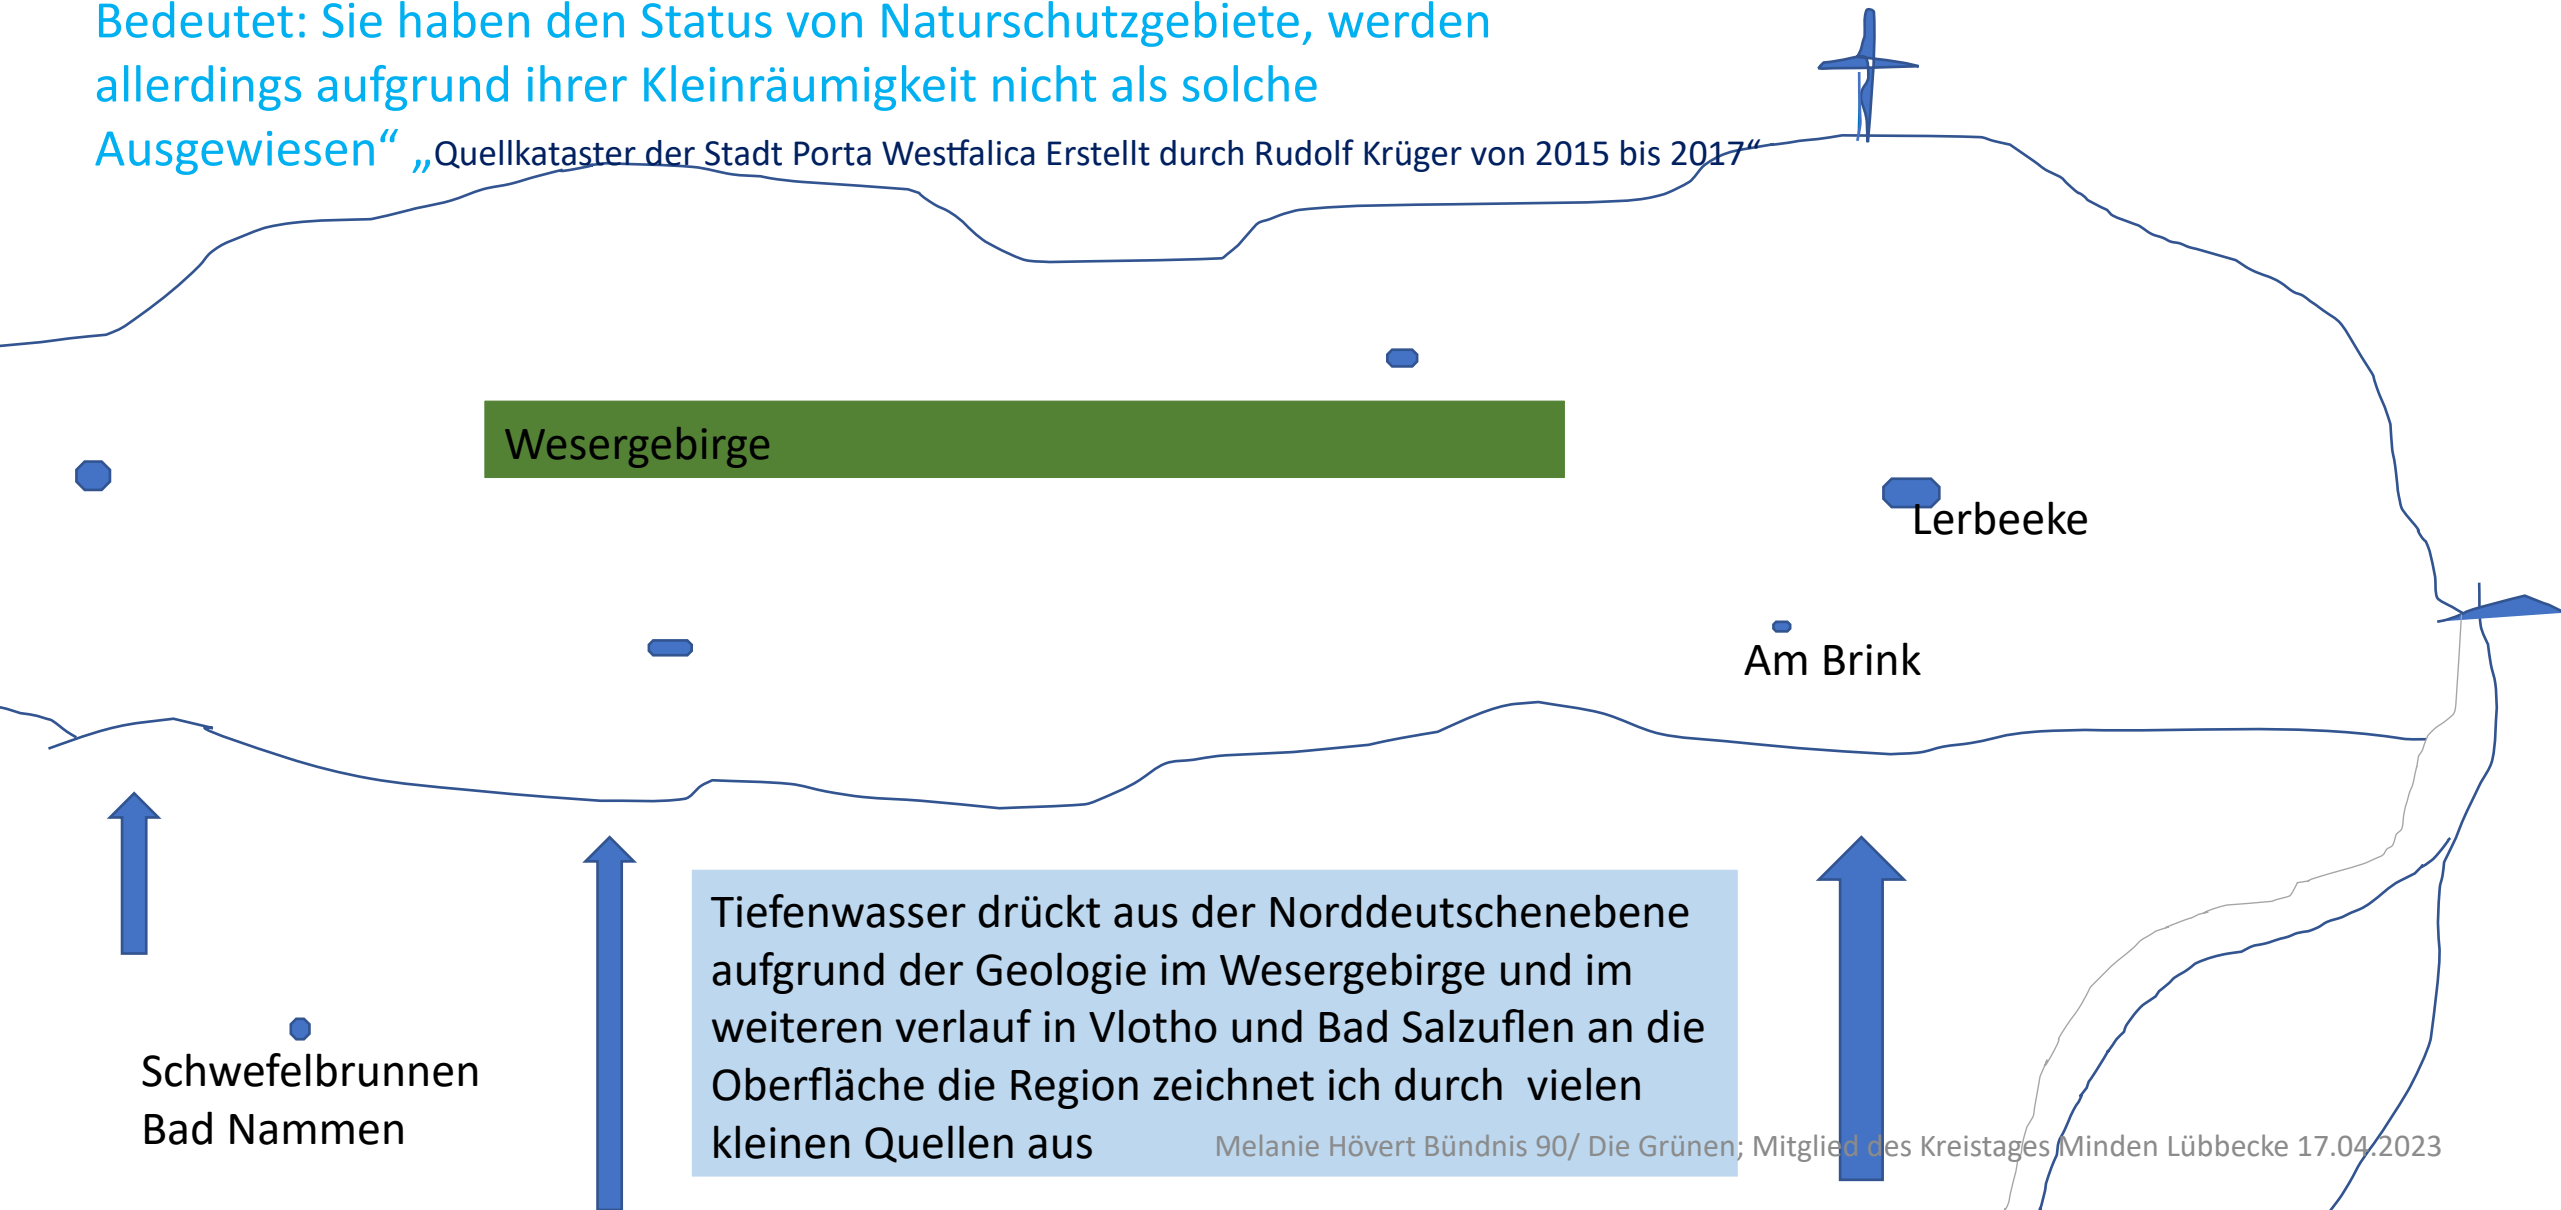 Bedeutet: Sie haben den Status von Naturschutzgebiete, werden
allerdings aufgrund ihrer Kleinräumigkeit nicht als solche
Ausgewiesen“ „Quellkataster der Stadt Porta Westfalica Erstellt durch Rudolf Krüger von 2015 bis 2017“
Wesergebirge
Lerbeeke
Am Brink
Tiefenwasser drückt aus der Norddeutschenebene
aufgrund der Geologie im Wesergebirge und im
weiteren verlauf in Vlotho und Bad Salzuflen an die
Oberfläche die Region zeichnet ich durch  vielen
kleinen Quellen aus
Schwefelbrunnen
Bad Nammen
Melanie Hövert Bündnis 90/ Die Grünen; Mitglied des Kreistages Minden Lübbecke 17.04.2023